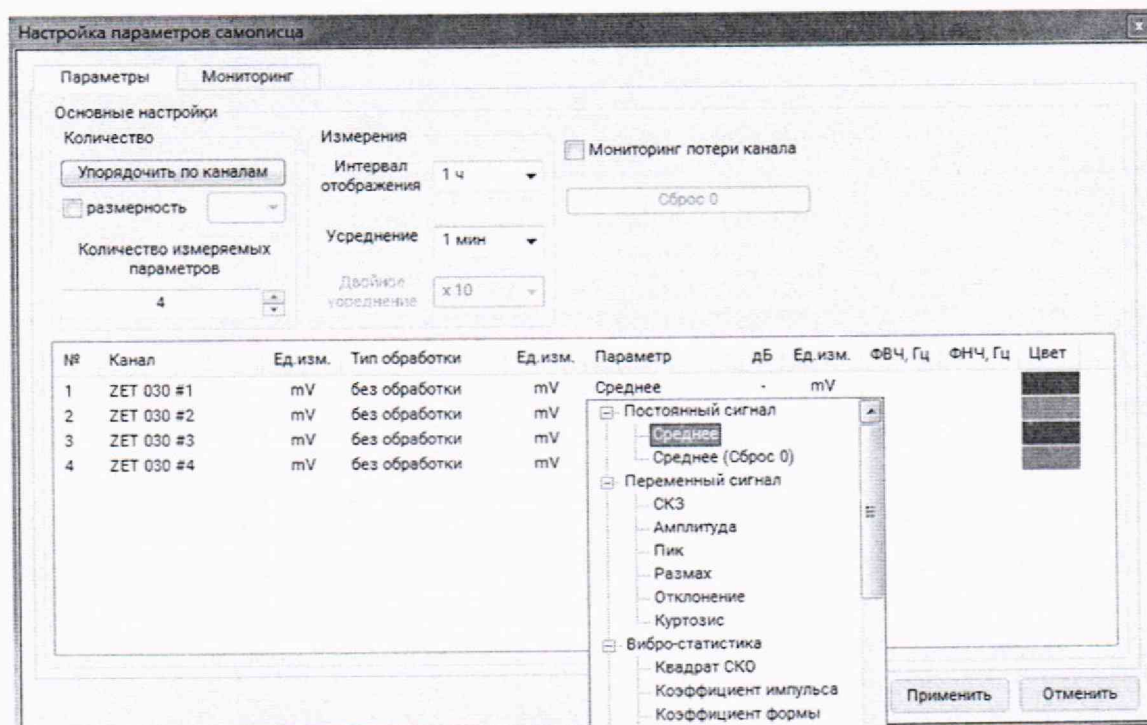 Настройка параметров самописца
Параметры Мониторинг
Основные настройки
Количество
Упорядочить по каналам
размерность
Количество измеряемых
параметров
4
Измерения
Интервал
отображения
1 ч
Усреднение 1 мин
Двойное
усреднение
x 10
Мониторинг потери канала
Сброс 0
№ Канал Ед.изм. Тип обработки Ед.изм. Параметр дБ Ед.изм. ФВЧ, Гц ФНЧ, Гц Цвет
1 ZET 030 #1 mV без обработки mV Среднее - mV
2 ZET 030 #2 mV без обработки mV
3 ZET 030 #3 mV без обработки mV
4 ZET 030 #4 mV без обработки mV
Постоянный сигнал
Среднее
Среднее (Сброс 0)
Переменный сигнал
СКЗ
Амплитуда
Пик
Размах
Отклонение
Куртозис
Вибро-статистика
Квадрат СКО
Коэффициент импульса
Коэффициент формы
Применить Отменить